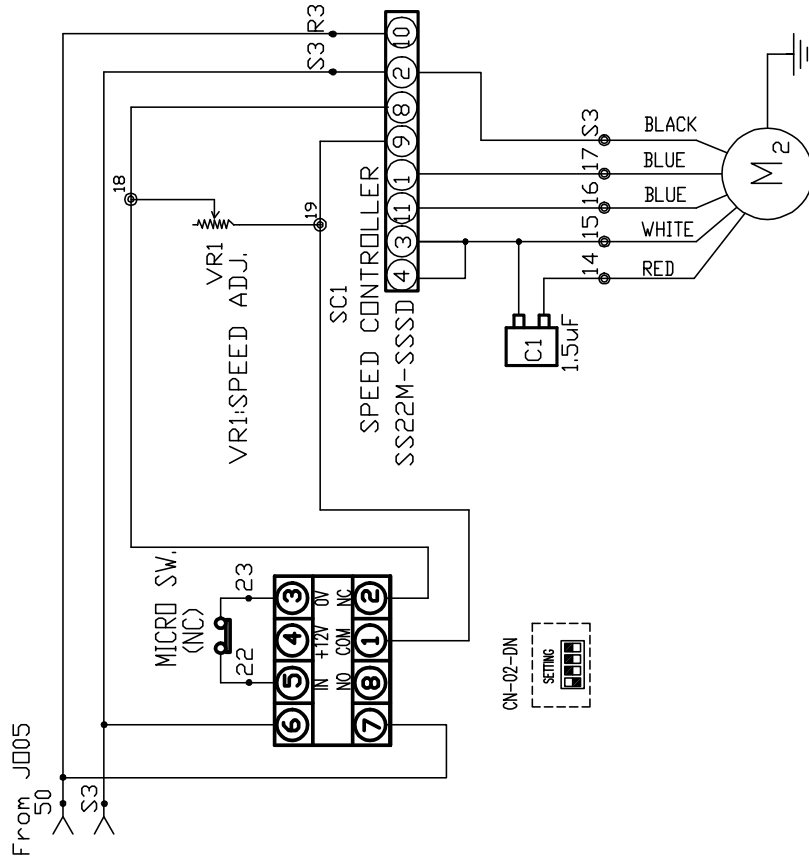 R3
S3
10
2
8
9
1
11
3
4
18
19
VR1
VR1:SPEED ADJ.
SC1
SPEED CONTROLLER
SS22M-SSSD
S3
17
16
15
14
BLACK
BLUE
BLUE
WHITE
RED
M2
C1
1.5uF
MICRO SW.
(NC)
23
22
3
4
5
6
0V
+12V
IN
NC
COM
NO
2
1
8
7
CN-02-DN
SETTING
From JD05
50
S3